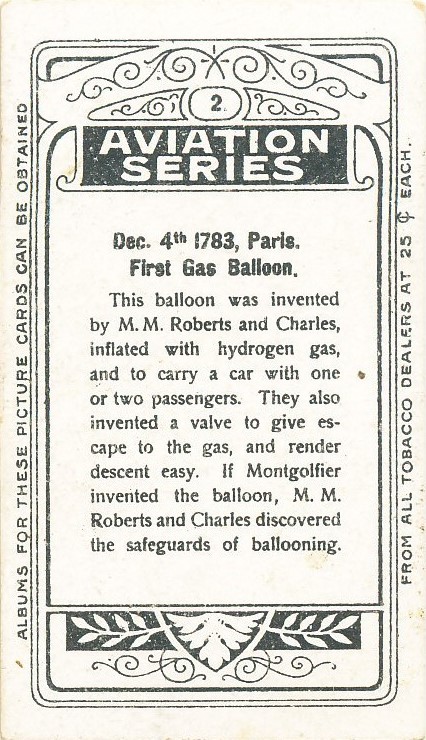 2
AVIATION
SERIES
Dec. 4th 1783, Paris.
First Gas Balloon.
This balloon was invented
by M. M. Roberts and Charles,
inflated with hydrogen gas,
and to carry a car with one
or two passengers. They also
invented a valve to give es-
cape to the gas, and render
descent easy. If Montgolfier
invented the balloon, M. M.
Roberts and Charles discovered
the safeguards of ballooning.
ALBUMS FOR THESE PICTURE CARDS CAN BE OBTAINED
FROM ALL TOBACCO DEALERS AT 25 ¢ EACH.